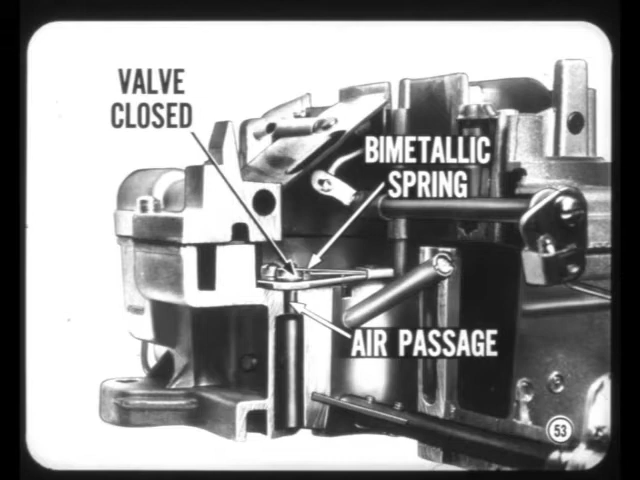 VALVE
CLOSED
BIMETALLIC
SPRING
AIR PASSAGE
53